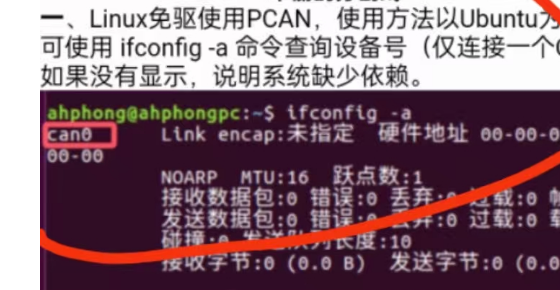 一、Linux免驱使用PCAN，使用方法以Ubuntu为
可使用 ifconfig -a 命令查询设备号（仅连接一个
如果没有显示，说明系统缺少依赖。
ahphong@ahphongpc:~$ ifconfig -a
can0 Link encap:未指定 硬件地址 00-00-0
00-00
NOARP MTU:16 跃点数:1
接收数据包:0 错误:0 丢弃:0 过载:0
发送数据包:0 错误:0 丢弃:0 过载:0
碰撞:0 发送队列长度:10
接收字节:0 (0.0 B) 发送字节:0 (0.0